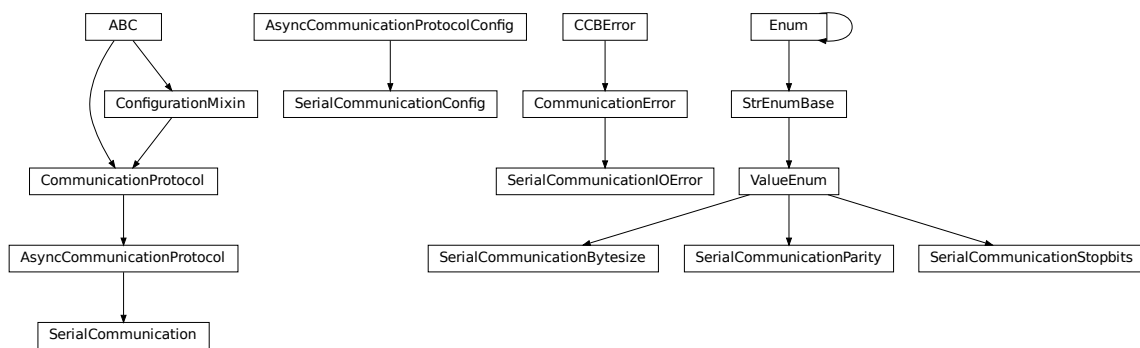 ABC
AsyncCommunicationProtocolConfig
CCBError
Enum
ConfigurationMixin
SerialCommunicationConfig
CommunicationError
StrEnumBase
CommunicationProtocol
SerialCommunicationIOError
ValueEnum
AsyncCommunicationProtocol
SerialCommunicationBytesize
SerialCommunicationParity
SerialCommunicationStopbits
SerialCommunication